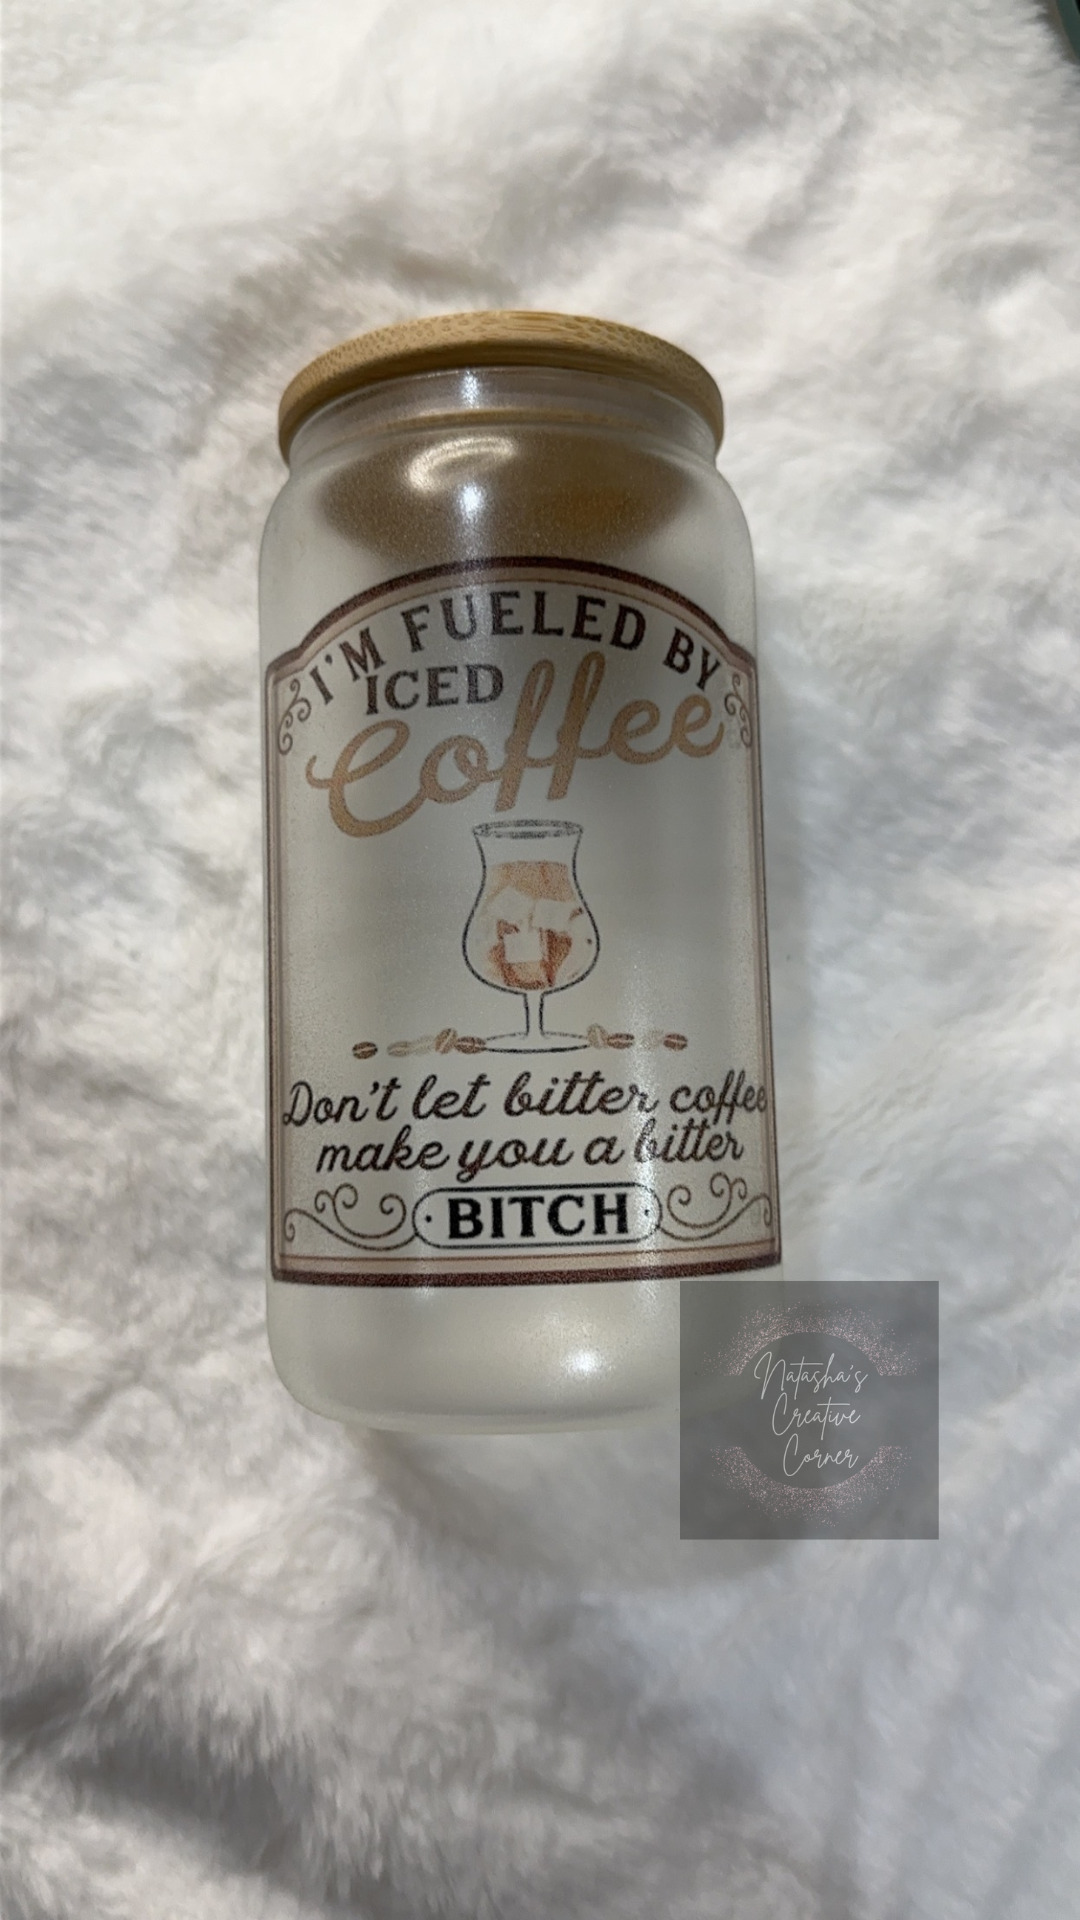 I'M FUELED BY
ICED
Coffee
Don't let bitter coffee
make you a bitter
BITCH
Natasha's
Creative
Corner